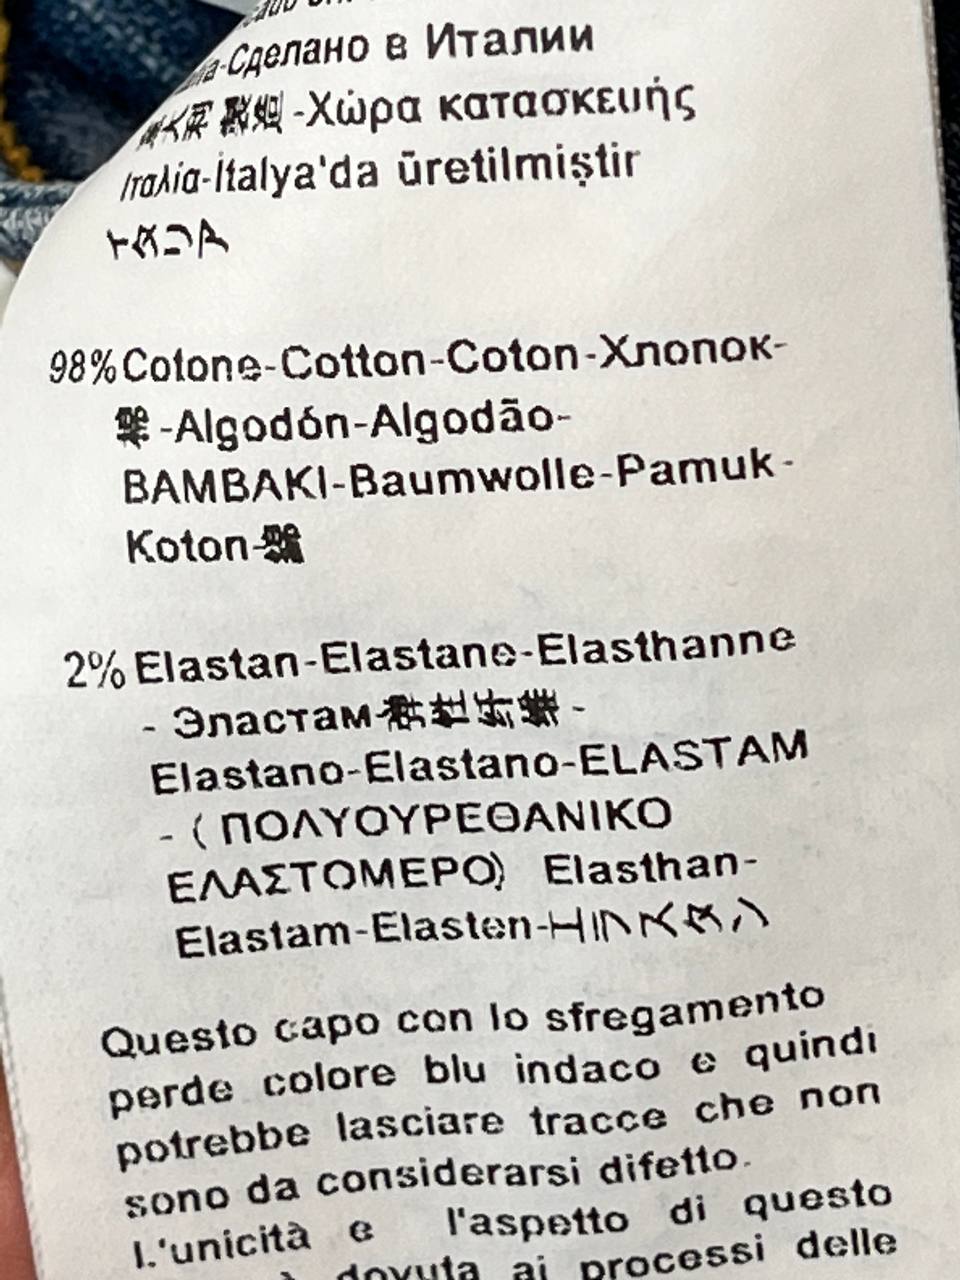 -Сделано в Италии
-Χώρα κατασκευής
Ιταλία-İtalya'da üretilmiştir
98% Cotone-Cotton-Coton-Хлопок-
-Algodón-Algodão-
BAMBAKI-Baumwolle-Pamuk-
Koton-
2% Elastan-Elastane-Elasthanne
- Эластам- -
Elastano-Elastano-ELASTAM
- ( ΠΟΛΥΟΥΡΕΘΑΝΙΚΟ
ΕΛΑΣΤΟΜΕΡΟ) Elasthan-
Elastam-Elasten-
Questo capo con lo sfregamento
perde colore blu indaco e quindi
potrebbe lasciare tracce che non
sono da considerarsi difetto.
L'unicità e l'aspetto di questo
dovuta ai processi delle